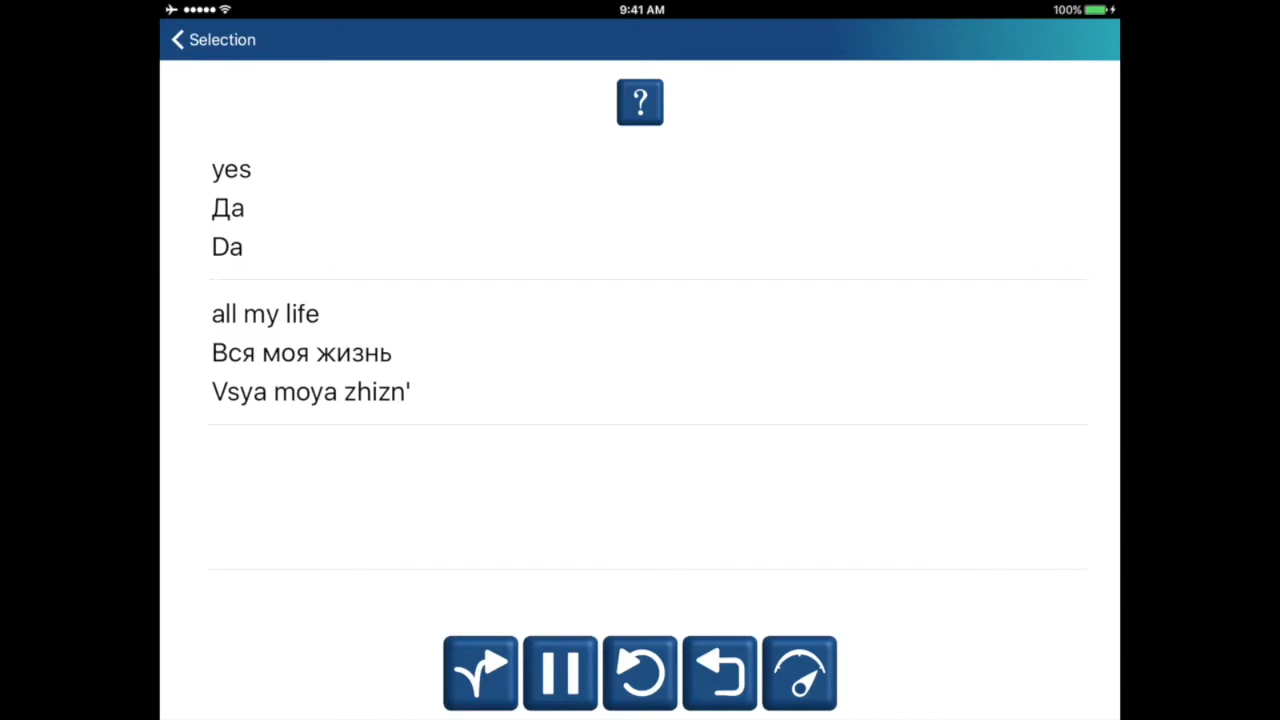 9:41 AM
100%
Selection
?
yes
Да
Da
all my life
Вся моя жизнь
Vsya moya zhizn'